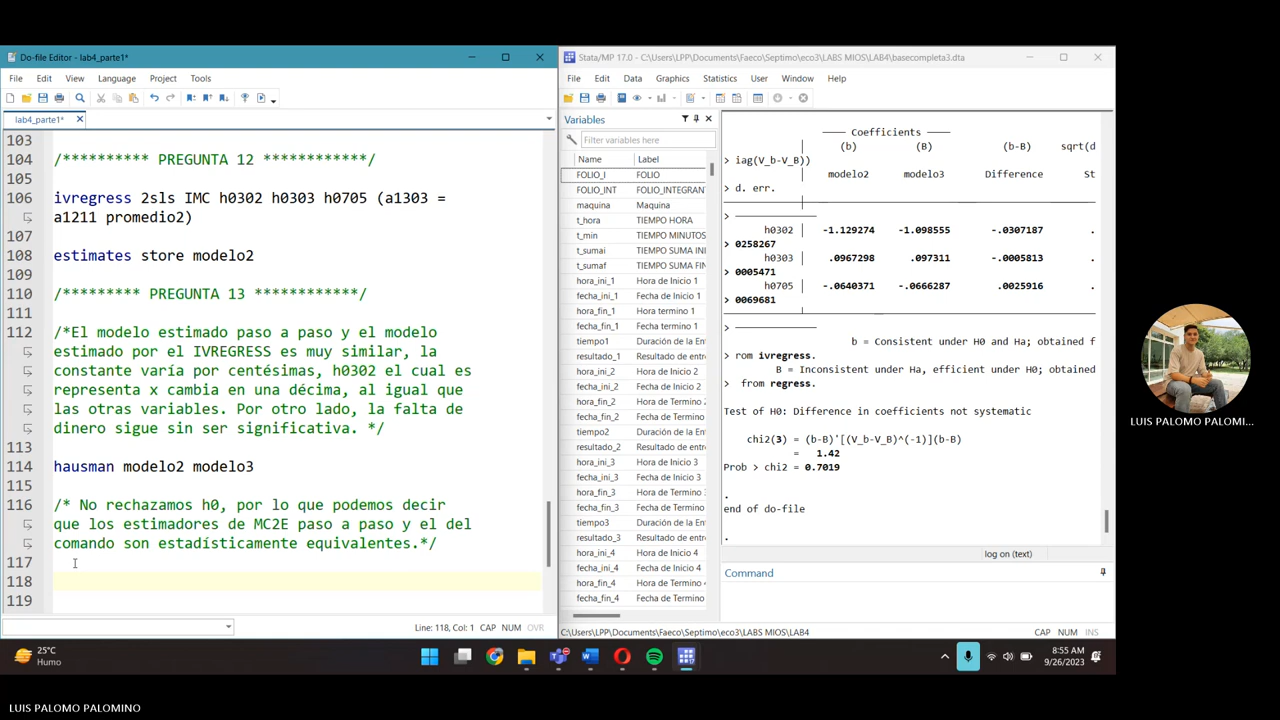 Do-file Editor - lab4_parte1*
File Edit View Language Project Tools
lab4_parte1*
103
104 /********** PREGUNTA 12 ************/
105
106 ivregress 2sls IMC h0302 h0303 h0705 (a1303 =
a1211 promedio2)
107
108 estimates store modelo2
109
110 /********* PREGUNTA 13 ************/
111
112 /*El modelo estimado paso a paso y el modelo
estimado por el IVREGRESS es muy similar, la
constante varía por centésimas, h0302 el cual es
representa x cambia en una décima, al igual que
las otras variables. Por otro lado, la falta de
dinero sigue sin ser significativa. */
113
114 hausman modelo2 modelo3
115
116 /* No rechazamos h0, por lo que podemos decir
que los estimadores de MC2E paso a paso y el del
comando son estadísticamente equivalentes.*/
117
118
119
Line: 118, Col: 1 CAP NUM OVR
Stata/MP 17.0 - C:\Users\LPP\Documents\Faeco\Septimo\eco3\LABS MIOS\LAB4\basecompleta3.dta
File Edit Data Graphics Statistics User Window Help
Variables
Filter variables here
Name Label
FOLIO_I FOLIO
FOLIO_INT FOLIO_INTEGRAN
maquina Maquina
t_hora TIEMPO HORA
t_min TIEMPO MINUTOS
t_sumai TIEMPO SUMA INI
t_sumaf TIEMPO SUMA FIN
hora_ini_1 Hora de Inicio 1
fecha_ini_1 Fecha de Inicio 1
hora_fin_1 Hora termino 1
fecha_fin_1 Fecha termino 1
tiempo1 Duración de la Ent
resultado_1 Resultado de entre
hora_ini_2 Hora de Inicio 2
fecha_ini_2 Fecha de Inicio 2
hora_fin_2 Hora de Termino 2
fecha_fin_2 Fecha de Termino
tiempo2 Duración de la Ent
resultado_2 Resultado de entre
hora_ini_3 Hora de Inicio 3
fecha_ini_3 Fecha de Inicio 3
hora_fin_3 Hora de Termino 3
fecha_fin_3 Fecha de Termino
tiempo3 Duración de la Ent
resultado_3 Resultado de entre
hora_ini_4 Hora de Inicio 4
fecha_ini_4 Fecha de Inicio 4
hora_fin_4 Hora de Termino 4
fecha_fin_4 Fecha de Termino
Coefficients
(b) (B) (b-B) sqrt(d
> iag(V_b-V_B))
modelo2 modelo3 Difference St
> d. err.
>
h0302 -1.129274 -1.098555 -.0307187 .
> 0258267
h0303 .0967298 .097311 -.0005813 .
> 0005471
h0705 -.0640371 -.0666287 .0025916 .
> 0069681
>
b = Consistent under H0 and Ha; obtained f
> rom ivregress.
B = Inconsistent under Ha, efficient under H0; obtained
> from regress.
Test of H0: Difference in coefficients not systematic
chi2(3) = (b-B)'[(V_b-V_B)^(-1)](b-B)
= 1.42
Prob > chi2 = 0.7019
.
end of do-file
.
log on (text)
Command
C:\Users\LPP\Documents\Faeco\Septimo\eco3\LABS MIOS\LAB4
CAP NUM INS
LUIS PALOMO PALOMI...
25°C
Humo
8:55 AM
9/26/2023
LUIS PALOMO PALOMINO